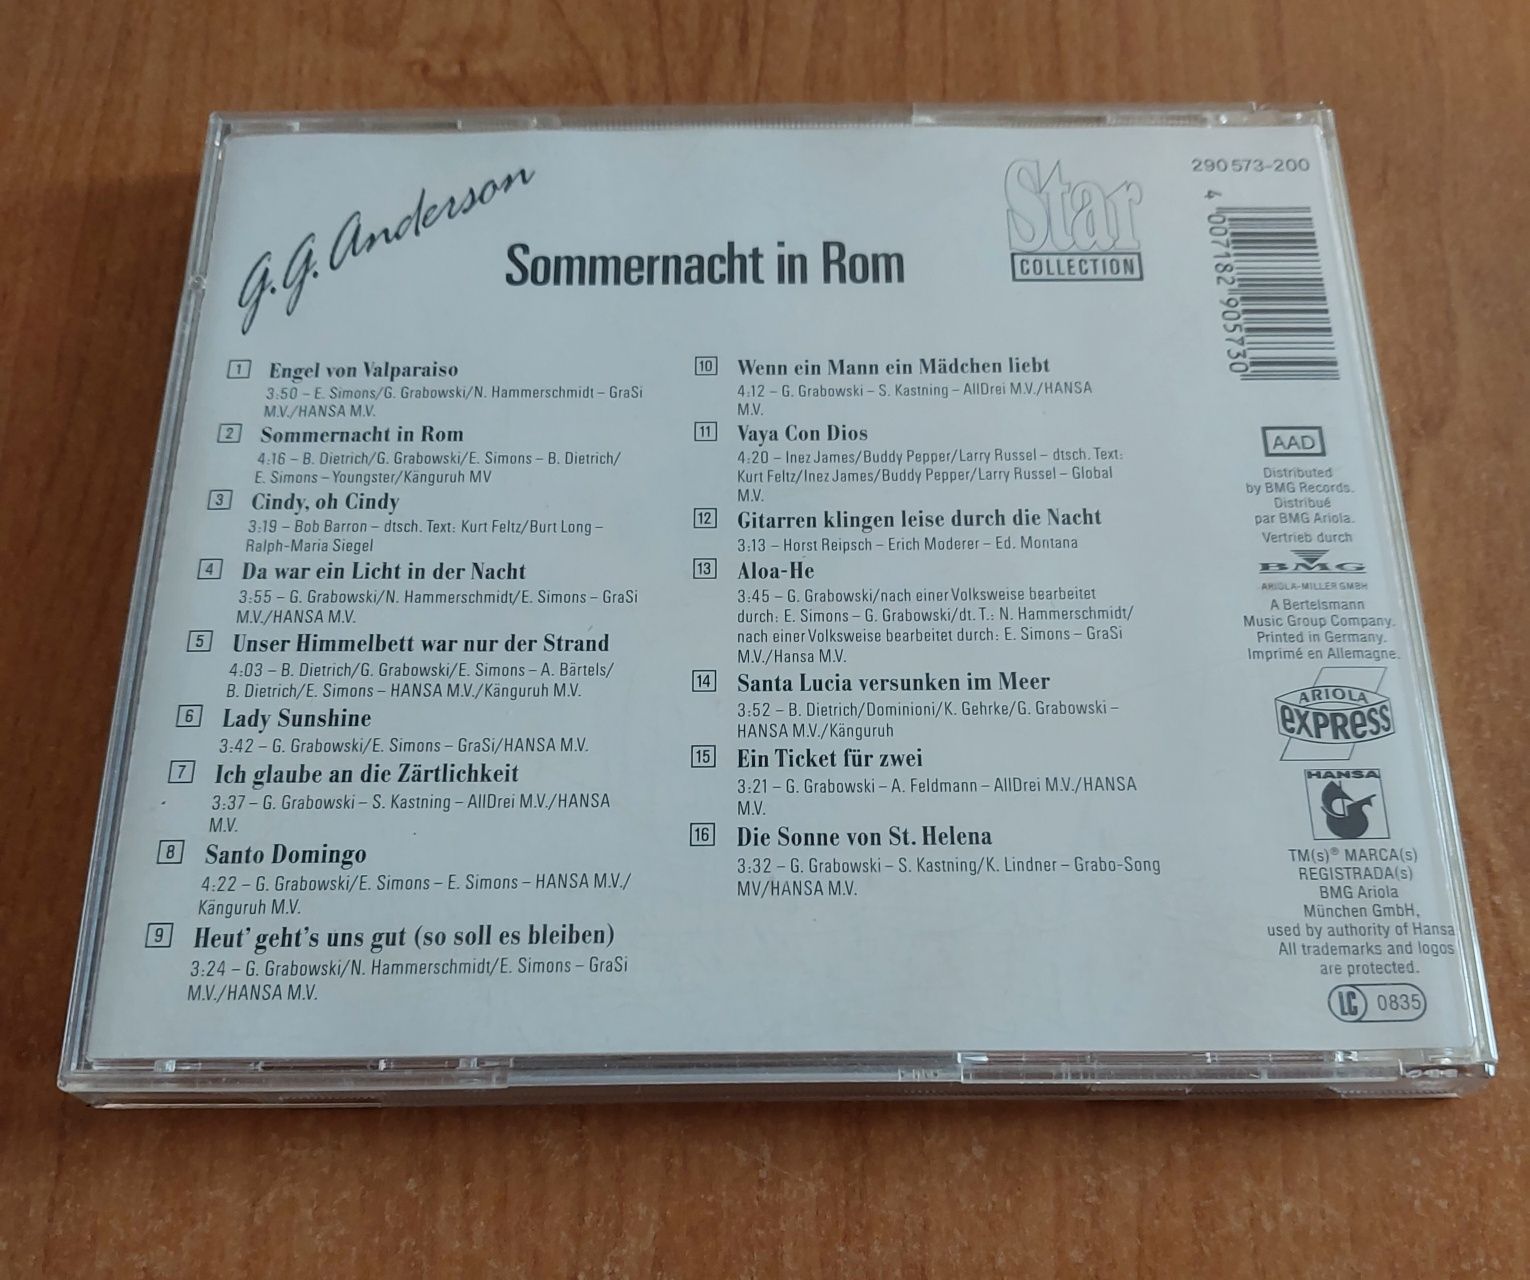 G.G. Anderson
Sommernacht in Rom
Star
COLLECTION
290 573-200
4 007182 905730
1 Engel von Valparaiso
3:50 – E. Simons/G. Grabowski/N. Hammerschmidt – GraSi
M.V./HANSA M.V.
2 Sommernacht in Rom
4:16 – B. Dietrich/G. Grabowski/E. Simons – B. Dietrich/
E. Simons – Youngster/Känguruh MV
3 Cindy, oh Cindy
3:19 – Bob Barron – dtsch. Text: Kurt Feltz/Burt Long –
Ralph-Maria Siegel
4 Da war ein Licht in der Nacht
3:55 – G. Grabowski/N. Hammerschmidt/E. Simons – GraSi
M.V./HANSA M.V.
5 Unser Himmelbett war nur der Strand
4:03 – B. Dietrich/G. Grabowski/E. Simons – A. Bärtels/
B. Dietrich/E. Simons – HANSA M.V./Känguruh M.V.
6 Lady Sunshine
3:42 – G. Grabowski/E. Simons – GraSi/HANSA M.V.
7 Ich glaube an die Zärtlichkeit
3:37 – G. Grabowski – S. Kastning – AllDrei M.V./HANSA
M.V.
8 Santo Domingo
4:22 – G. Grabowski/E. Simons – E. Simons – HANSA M.V./
Känguruh M.V.
9 Heut' geht's uns gut (so soll es bleiben)
3:24 – G. Grabowski/N. Hammerschmidt/E. Simons – GraSi
M.V./HANSA M.V.
10 Wenn ein Mann ein Mädchen liebt
4:12 – G. Grabowski – S. Kastning – AllDrei M.V./HANSA
M.V.
11 Vaya Con Dios
4:20 – Inez James/Buddy Pepper/Larry Russel – dtsch. Text:
Kurt Feltz/Inez James/Buddy Pepper/Larry Russel – Global
M.V.
12 Gitarren klingen leise durch die Nacht
3:13 – Horst Reipsch – Erich Moderer – Ed. Montana
13 Aloa-He
3:45 – G. Grabowski/nach einer Volksweise bearbeitet
durch: E. Simons – G. Grabowski/dt. T.: N. Hammerschmidt/
nach einer Volksweise bearbeitet durch: E. Simons – GraSi
M.V./Hansa M.V.
14 Santa Lucia versunken im Meer
3:52 – B. Dietrich/Dominioni/K. Gehrke/G. Grabowski –
HANSA M.V./Känguruh
15 Ein Ticket für zwei
3:21 – G. Grabowski – A. Feldmann – AllDrei M.V./HANSA
M.V.
16 Die Sonne von St. Helena
3:32 – G. Grabowski – S. Kastning/K. Lindner – Grabo-Song
MV/HANSA M.V.
AAD
Distributed
by BMG Records.
Distribué
par BMG Ariola.
Vertrieb durch
BMG
ARIOLA-MILLER GMBH
A Bertelsmann
Music Group Company.
Printed in Germany.
Imprimé en Allemagne.
ARIOLA
EXPRESS
HANSA
TM(s)® MARCA(s)
REGISTRADA(s)
BMG Ariola
München GmbH,
used by authority of Hansa
All trademarks and logos
are protected.
LC 0835